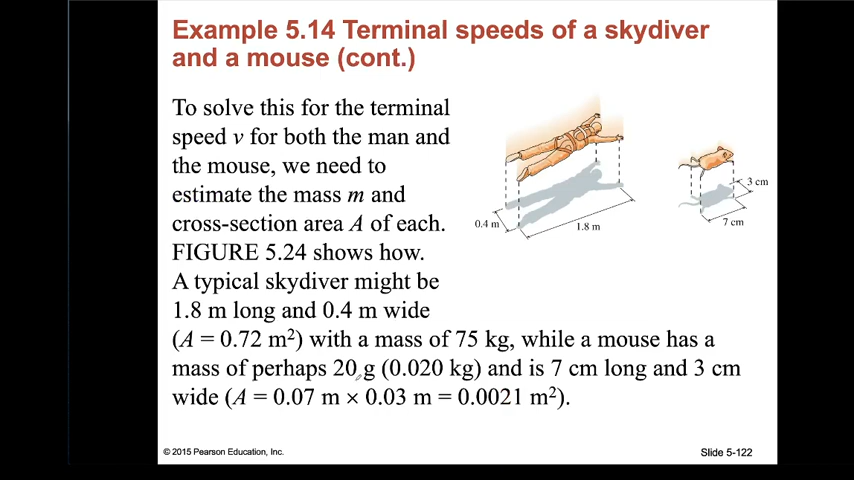 Example 5.14 Terminal speeds of a skydiver
and a mouse (cont.)
To solve this for the terminal
speed v for both the man and
the mouse, we need to
estimate the mass m and
cross-section area A of each.
FIGURE 5.24 shows how.
A typical skydiver might be
1.8 m long and 0.4 m wide
(A = 0.72 m²) with a mass of 75 kg, while a mouse has a
mass of perhaps 20 g (0.020 kg) and is 7 cm long and 3 cm
wide (A = 0.07 m × 0.03 m = 0.0021 m²).
0.4 m
1.8 m
3 cm
7 cm
© 2015 Pearson Education, Inc.
Slide 5-122